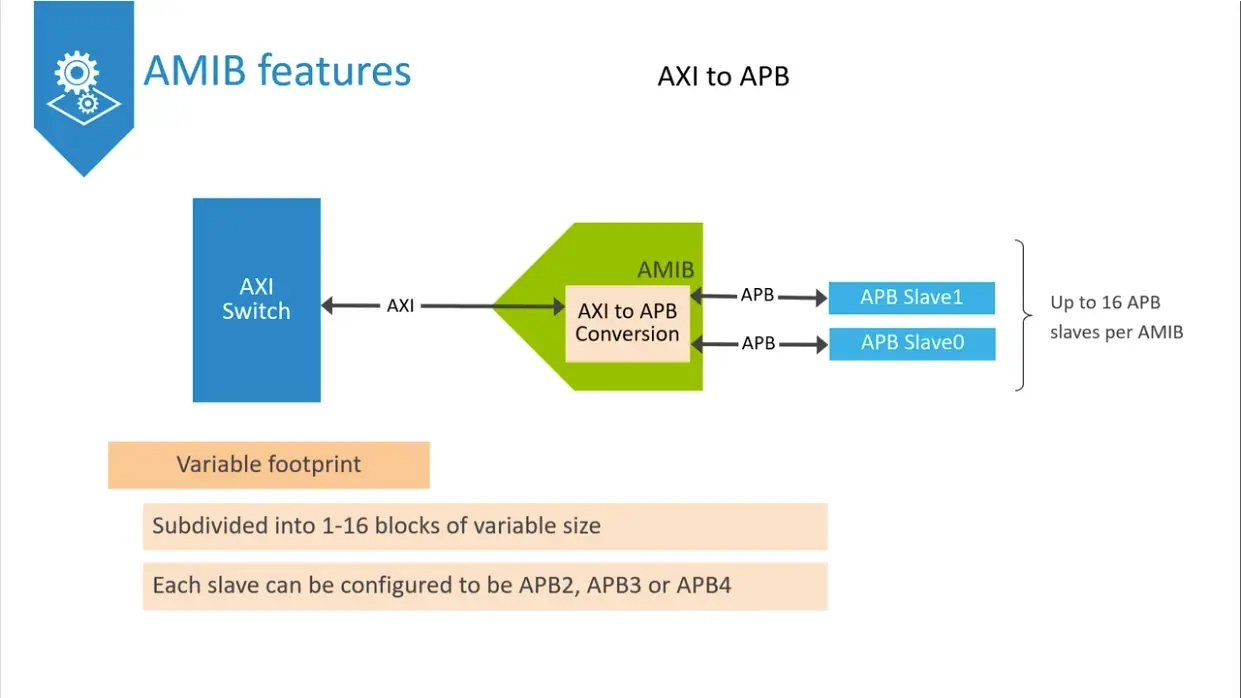 AMIB features
AXI to APB
AXI
Switch
AXI
AMIB
AXI to APB
Conversion
APB
APB
APB Slave1
APB Slave0
Up to 16 APB
slaves per AMIB
Variable footprint
Subdivided into 1-16 blocks of variable size
Each slave can be configured to be APB2, APB3 or APB4